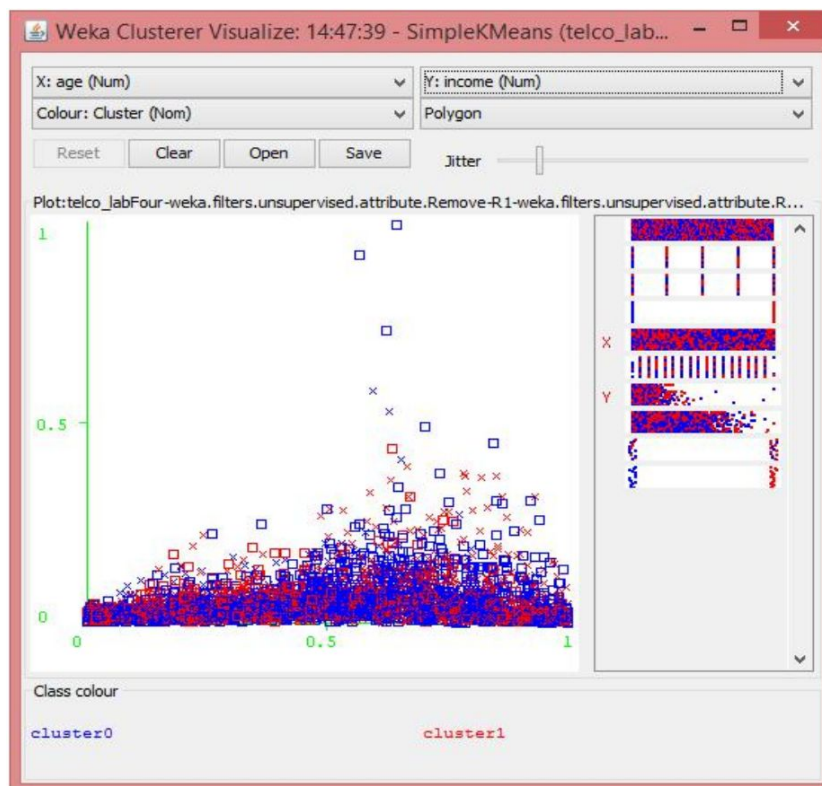 Weka Clusterer Visualize: 14:47:39 - SimpleKMeans (telco_lab...
X: age (Num) Y: income (Num)
Colour: Cluster (Nom) Polygon
Reset Clear Open Save Jitter
Plot:telco_labFour-weka.filters.unsupervised.attribute.Remove-R1-weka.filters.unsupervised.attribute.R...
1
X
Y
0.5
0
0 0.5 1
Class colour
cluster0 cluster1